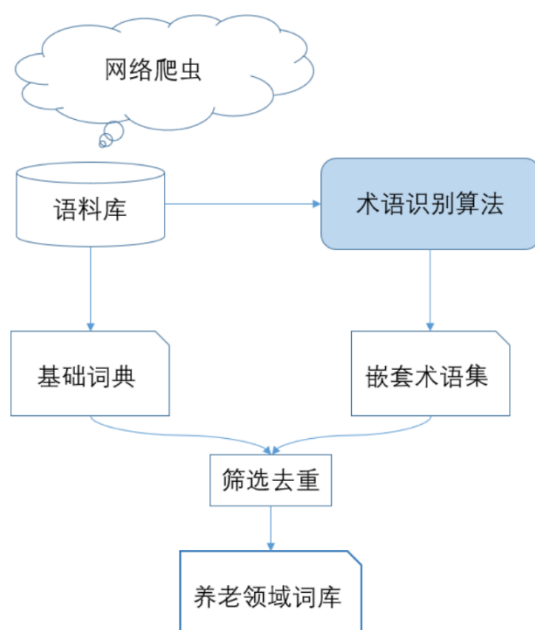 网络爬虫
语料库
术语识别算法
基础词典
嵌套术语集
筛选去重
养老领域词库